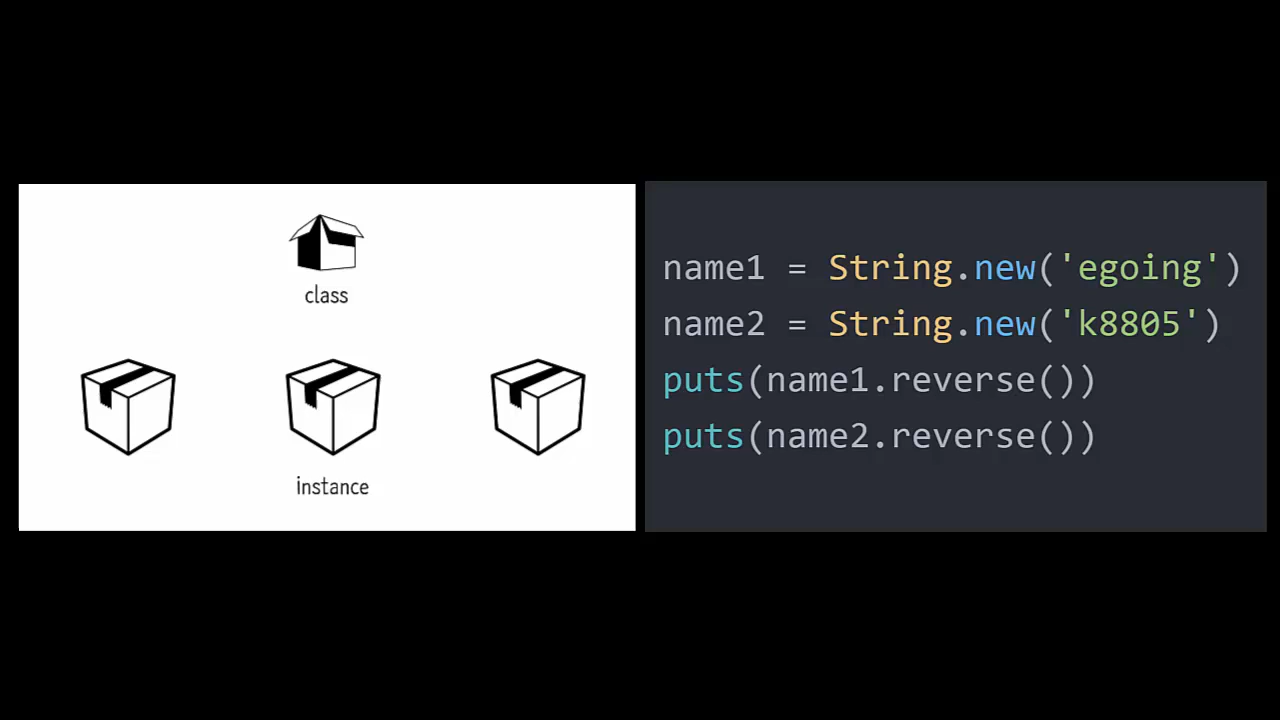 class
instance
name1 = String.new('egoing')
name2 = String.new('k8805')
puts(name1.reverse())
puts(name2.reverse())